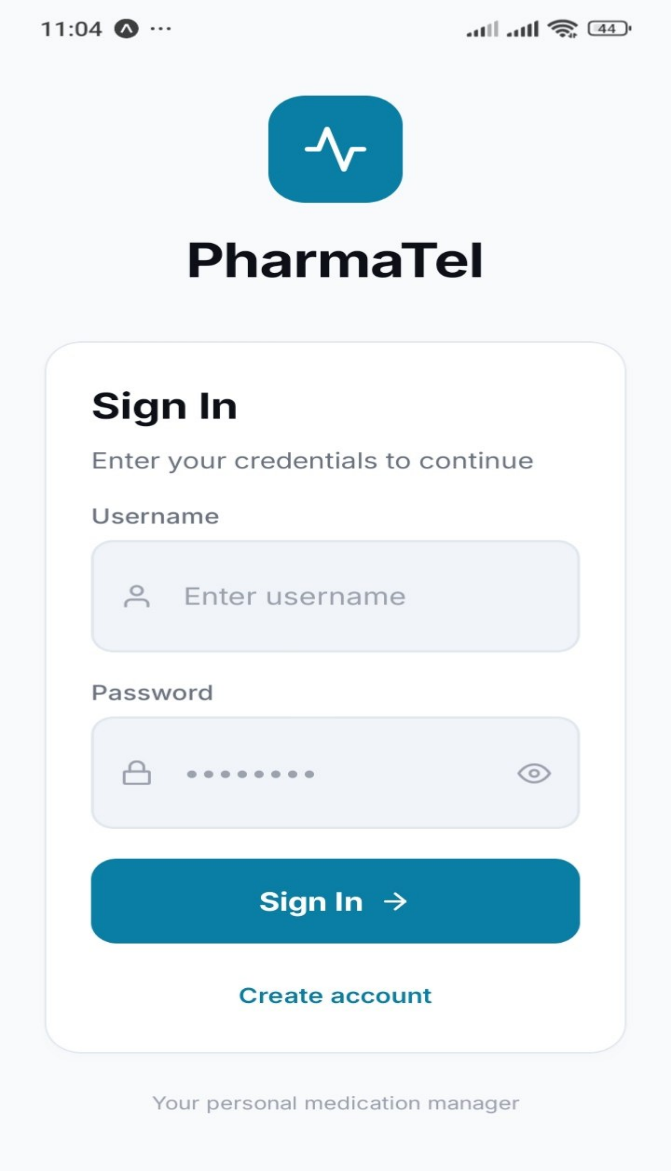 11:04 ...
44
PharmaTel
Sign In
Enter your credentials to continue
Username
Enter username
Password
••••••••
Sign In →
Create account
Your personal medication manager